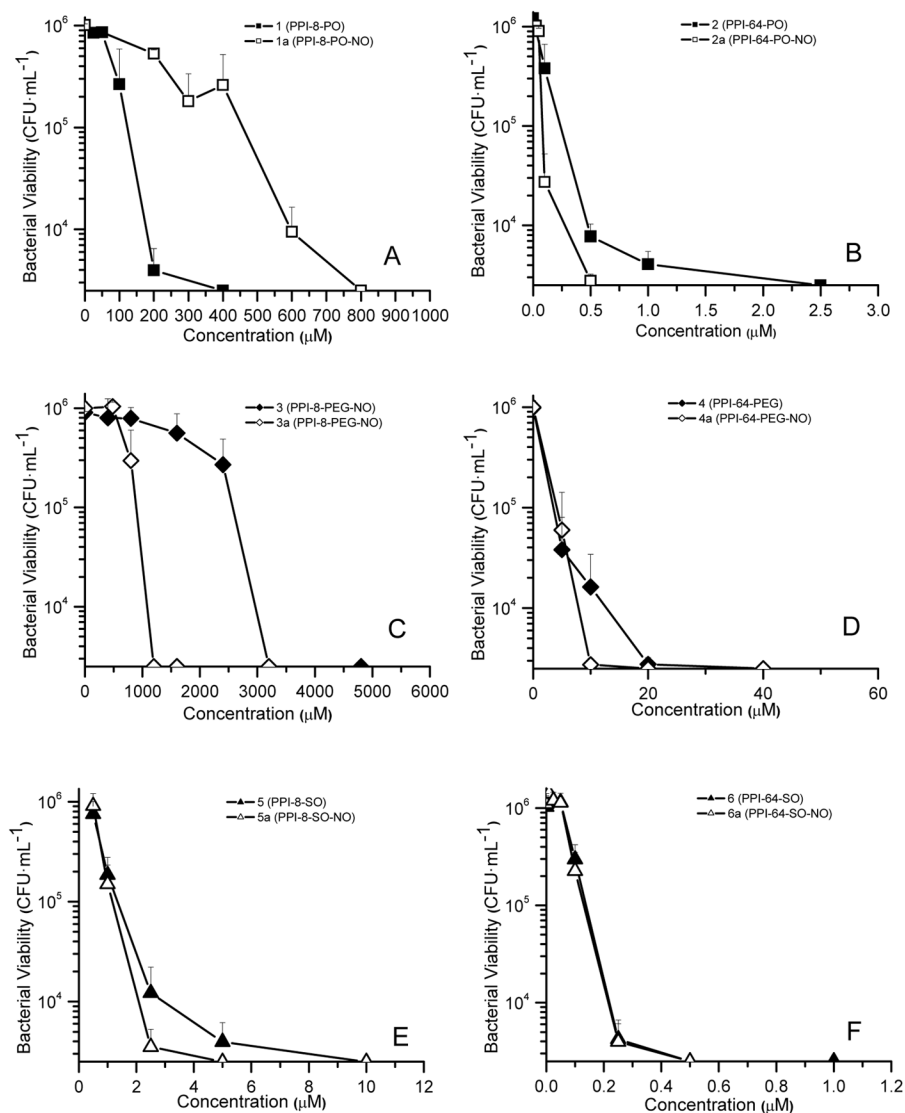 1 (PPI-8-PO)
1a (PPI-8-PO-NO)
Bacterial Viability (CFU·mL⁻¹)
10⁶
10⁵
10⁴
A
0 100 200 300 400 500 600 700 800 900 1000
Concentration (μM)
2 (PPI-64-PO)
2a (PPI-64-PO-NO)
Bacterial Viability (CFU·mL⁻¹)
10⁶
10⁵
10⁴
B
0.0 0.5 1.0 1.5 2.0 2.5 3.0
Concentration (μM)
3 (PPI-8-PEG-NO)
3a (PPI-8-PEG-NO)
Bacterial Viability (CFU·mL⁻¹)
10⁶
10⁵
10⁴
C
0 1000 2000 3000 4000 5000 6000
Concentration (μM)
4 (PPI-64-PEG)
4a (PPI-64-PEG-NO)
Bacterial Viability (CFU·mL⁻¹)
10⁶
10⁵
10⁴
D
0 20 40 60
Concentration (μM)
5 (PPI-8-SO)
5a (PPI-8-SO-NO)
Bacterial Viability (CFU·mL⁻¹)
10⁶
10⁵
10⁴
E
0 2 4 6 8 10 12
Concentration (μM)
6 (PPI-64-SO)
6a (PPI-64-SO-NO)
Bacterial Viability (CFU·mL⁻¹)
10⁶
10⁵
10⁴
F
0.0 0.2 0.4 0.6 0.8 1.0 1.2
Concentration (μM)